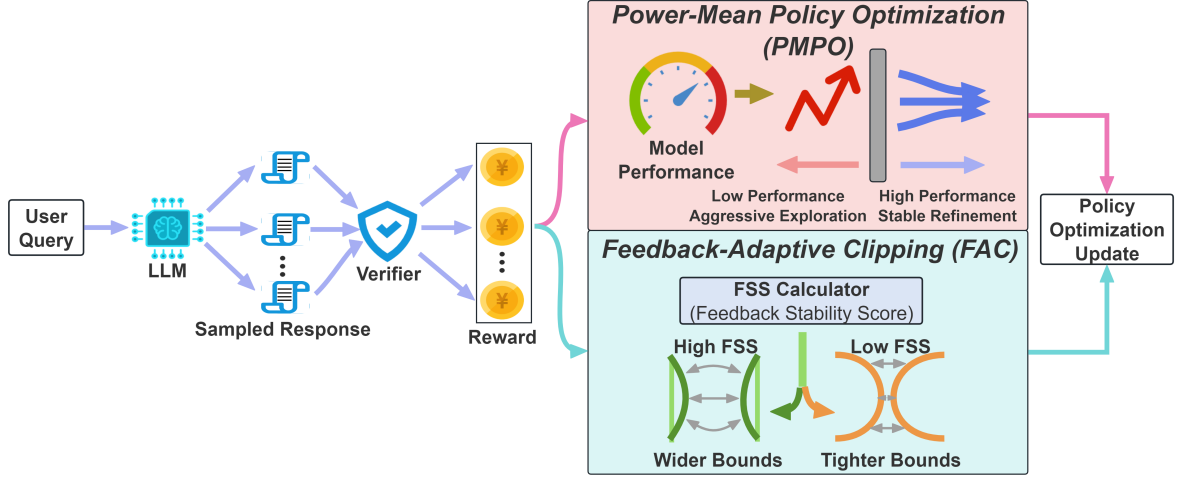 User
Query
LLM
Sampled Response
Verifier
¥
¥
¥
Reward
Power-Mean Policy Optimization
(PMPO)
Model
Performance
Low Performance
Aggressive Exploration
High Performance
Stable Refinement
Feedback-Adaptive Clipping (FAC)
FSS Calculator
(Feedback Stability Score)
High FSS
Low FSS
Wider Bounds
Tighter Bounds
Policy
Optimization
Update